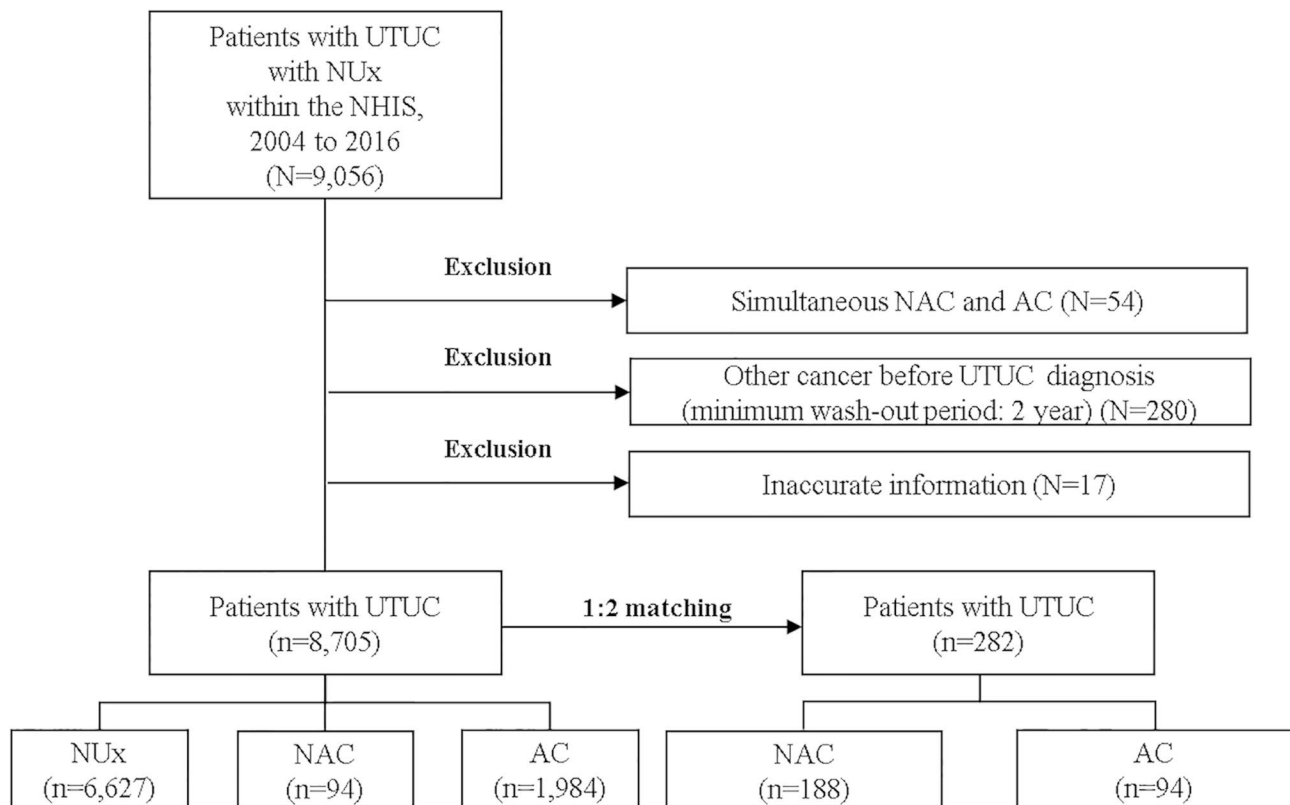 Patients with UTUC
with NUx
within the NHIS,
2004 to 2016
(N=9,056)
Exclusion
Simultaneous NAC and AC (N=54)
Exclusion
Other cancer before UTUC diagnosis
(minimum wash-out period: 2 year) (N=280)
Exclusion
Inaccurate information (N=17)
Patients with UTUC
(n=8,705)
1:2 matching
Patients with UTUC
(n=282)
NUx
(n=6,627)
NAC
(n=94)
AC
(n=1,984)
NAC
(n=188)
AC
(n=94)